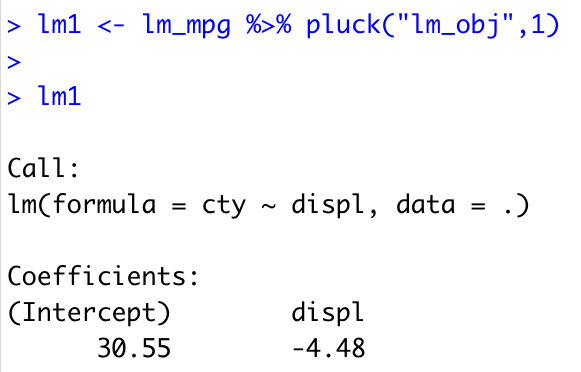 > lm1 <- lm_mpg %>% pluck("lm_obj",1)
>
> lm1
Call:
lm(formula = cty ~ displ, data = .)
Coefficients:
(Intercept)        displ
      30.55        -4.48